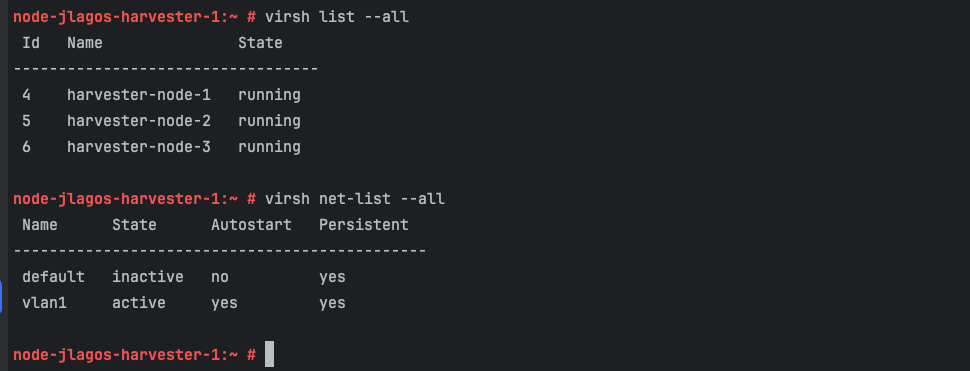 node-jlagos-harvester-1:~ # virsh list --all
 Id   Name               State
----------------------------------
 4    harvester-node-1   running
 5    harvester-node-2   running
 6    harvester-node-3   running
node-jlagos-harvester-1:~ # virsh net-list --all
 Name      State      Autostart   Persistent
----------------------------------------------
 default   inactive   no          yes
 vlan1     active     yes         yes
node-jlagos-harvester-1:~ #